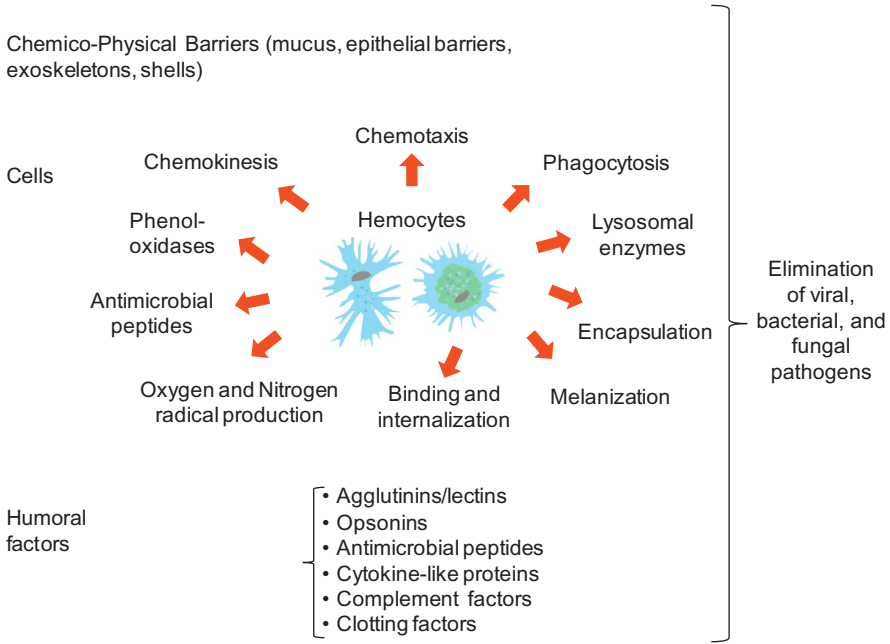 Chemico-Physical Barriers (mucus, epithelial barriers,
exoskeletons, shells)
Cells
Chemotaxis
Chemokinesis
Phagocytosis
Hemocytes
Phenol-
oxidases
Lysosomal
enzymes
Antimicrobial
peptides
Encapsulation
Oxygen and Nitrogen
radical production
Binding and
internalization
Melanization
Elimination
of viral,
bacterial, and
fungal
pathogens
Humoral
factors
• Agglutinins/lectins
• Opsonins
• Antimicrobial peptides
• Cytokine-like proteins
• Complement factors
• Clotting factors